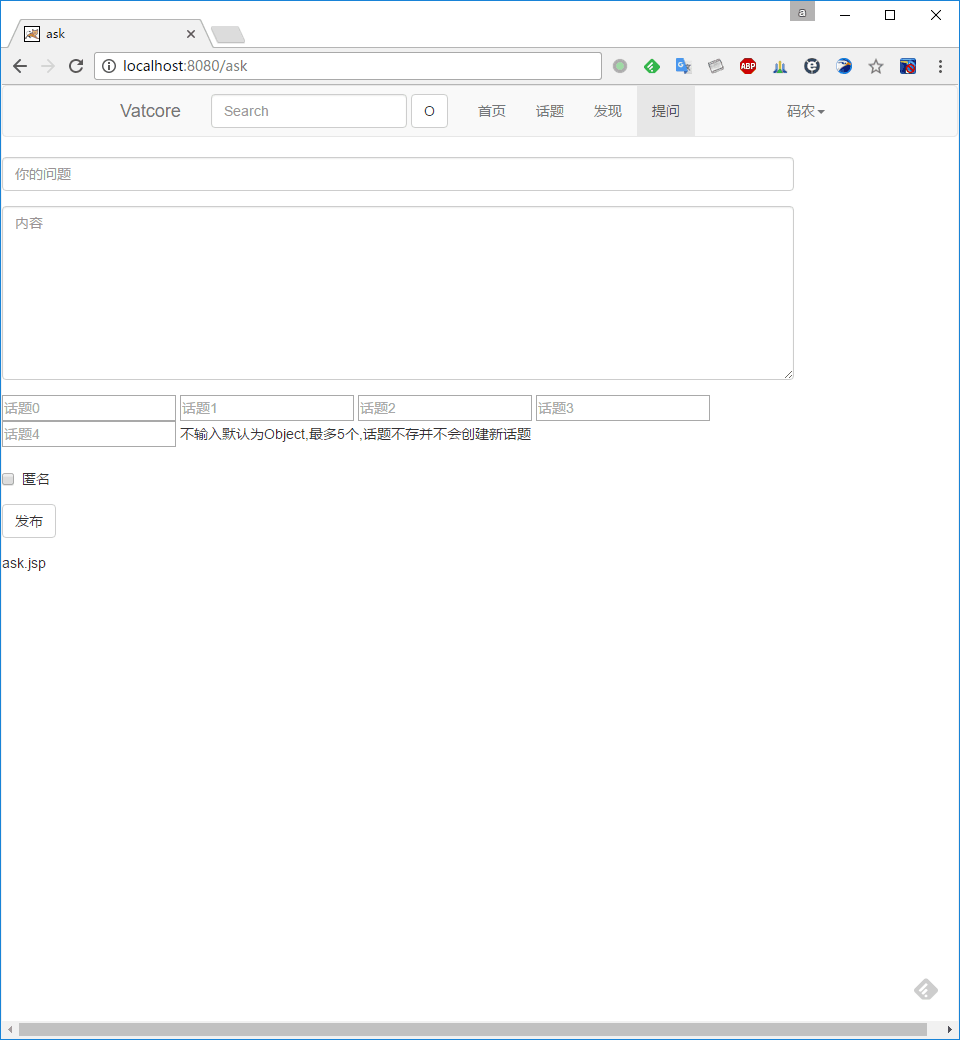 a
ask
localhost:8080/ask
ABP
Vatcore Search O 首页 话题 发现 提问 码农
你的问题
内容
话题0 话题1 话题2 话题3
话题4 不输入默认为Object,最多5个,话题不存并不会创建新话题
匿名
发布
ask.jsp